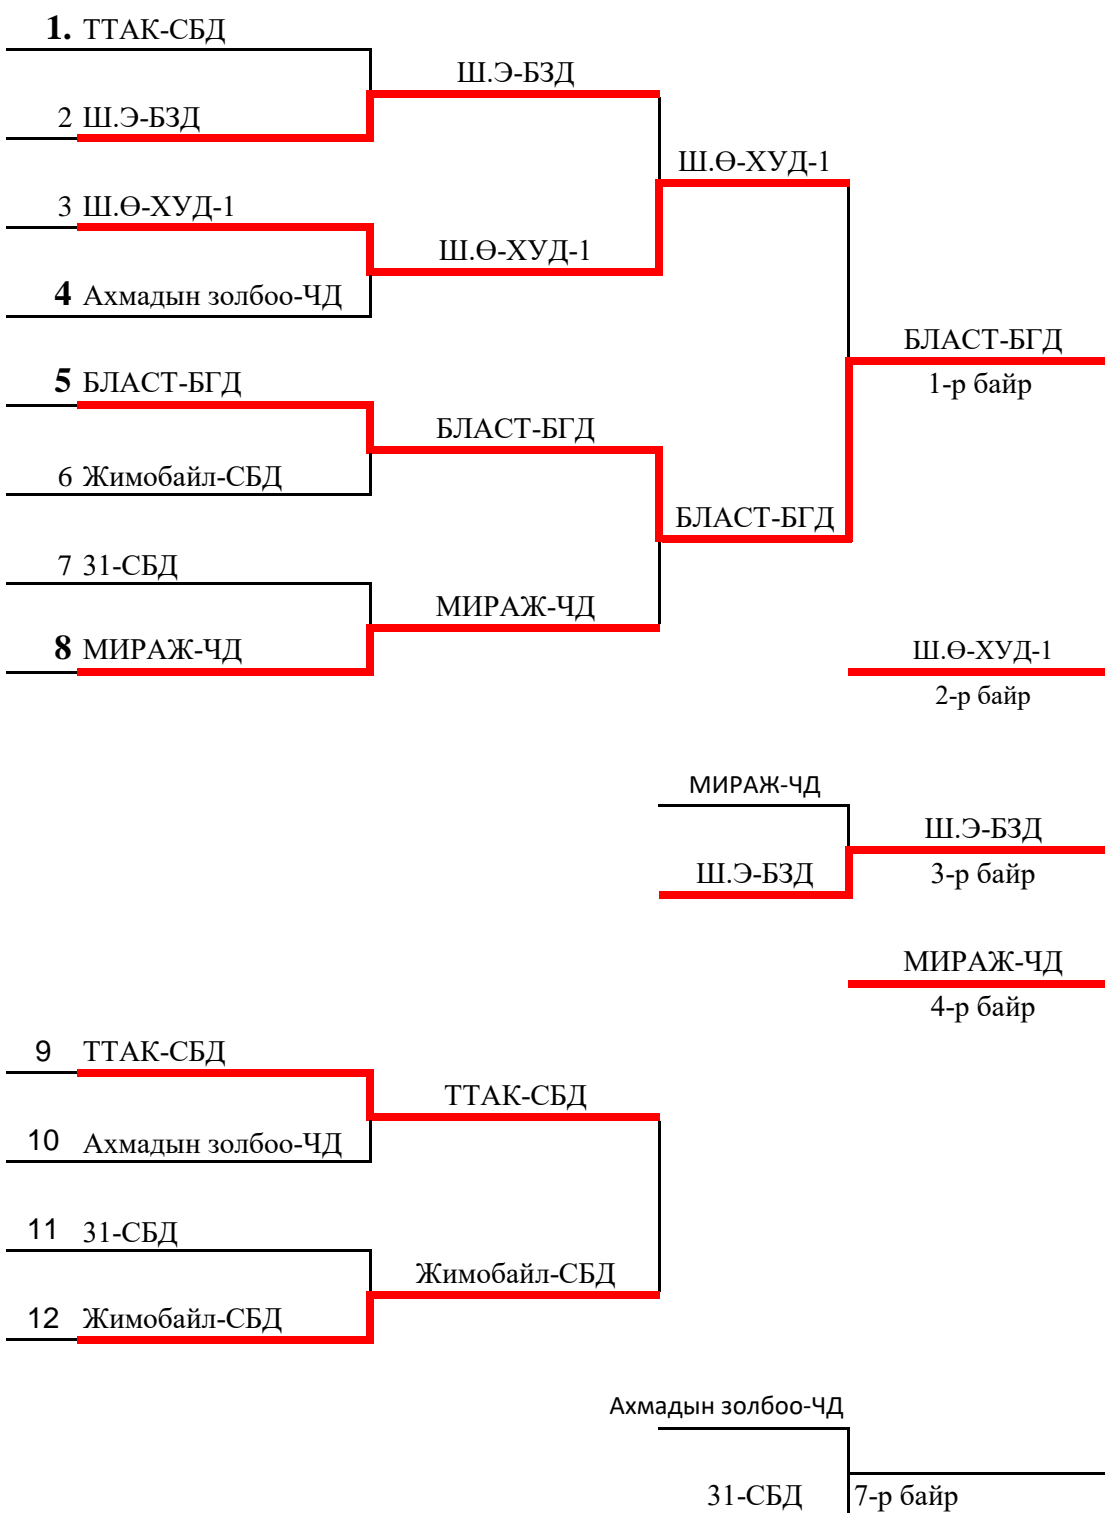 1. ТТАК-СБД
Ш.Э-БЗД
2 Ш.Э-БЗД
Ш.Ө-ХУД-1
3 Ш.Ө-ХУД-1
Ш.Ө-ХУД-1
4 Ахмадын золбоо-ЧД
БЛАСТ-БГД
1-р байр
5 БЛАСТ-БГД
БЛАСТ-БГД
6 Жимобайл-СБД
БЛАСТ-БГД
7 31-СБД
МИРАЖ-ЧД
8 МИРАЖ-ЧД
Ш.Ө-ХУД-1
2-р байр
МИРАЖ-ЧД
Ш.Э-БЗД
Ш.Э-БЗД
3-р байр
МИРАЖ-ЧД
4-р байр
9 ТТАК-СБД
ТТАК-СБД
10 Ахмадын золбоо-ЧД
11 31-СБД
Жимобайл-СБД
12 Жимобайл-СБД
Ахмадын золбоо-ЧД
31-СБД
7-р байр